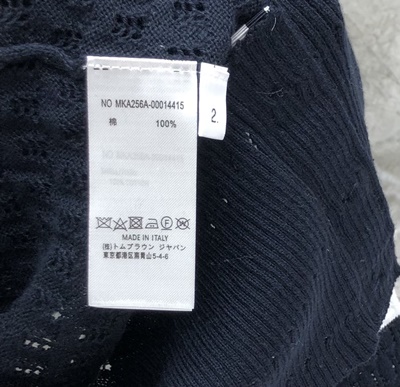 NO MKA256A-00014415
棉 100%
2.
MADE IN ITALY
(株)トムブラウン ジャパン
東京都港区南青山5-4-6